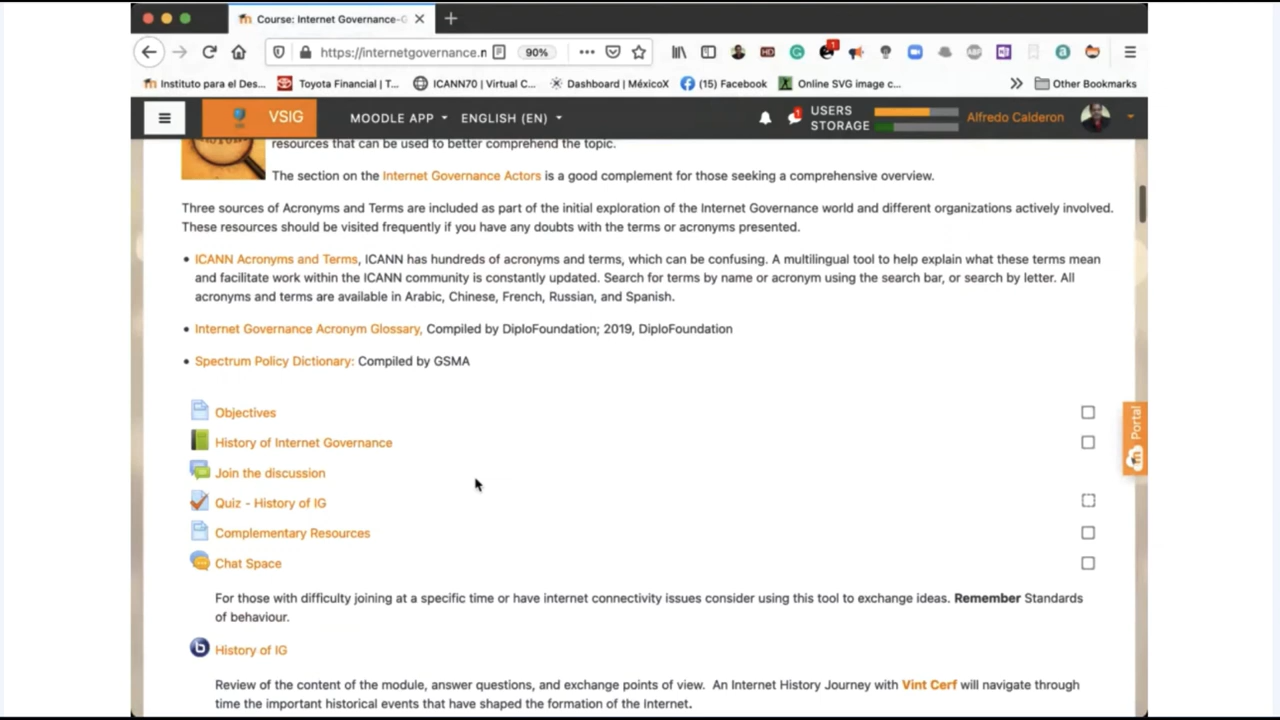 Course: Internet Governance-G
https://internetgovernance.n
90%
1
Instituto para el Des...
Toyota Financial | T...
ICANN70 | Virtual C...
Dashboard | MéxicoX
(15) Facebook
Online SVG image c...
Other Bookmarks
VSIG
MOODLE APP
ENGLISH (EN)
1
USERS
STORAGE
Alfredo Calderon
resources that can be used to better comprehend the topic.
The section on the Internet Governance Actors is a good complement for those seeking a comprehensive overview.
Three sources of Acronyms and Terms are included as part of the initial exploration of the Internet Governance world and different organizations actively involved.
These resources should be visited frequently if you have any doubts with the terms or acronyms presented.
• ICANN Acronyms and Terms, ICANN has hundreds of acronyms and terms, which can be confusing. A multilingual tool to help explain what these terms mean
and facilitate work within the ICANN community is constantly updated. Search for terms by name or acronym using the search bar, or search by letter. All
acronyms and terms are available in Arabic, Chinese, French, Russian, and Spanish.
• Internet Governance Acronym Glossary, Compiled by DiploFoundation; 2019, DiploFoundation
• Spectrum Policy Dictionary: Compiled by GSMA
Objectives
History of Internet Governance
Portal
Join the discussion
Quiz - History of IG
Complementary Resources
Chat Space
For those with difficulty joining at a specific time or have internet connectivity issues consider using this tool to exchange ideas. Remember Standards
of behaviour.
History of IG
Review of the content of the module, answer questions, and exchange points of view. An Internet History Journey with Vint Cerf will navigate through
time the important historical events that have shaped the formation of the Internet.